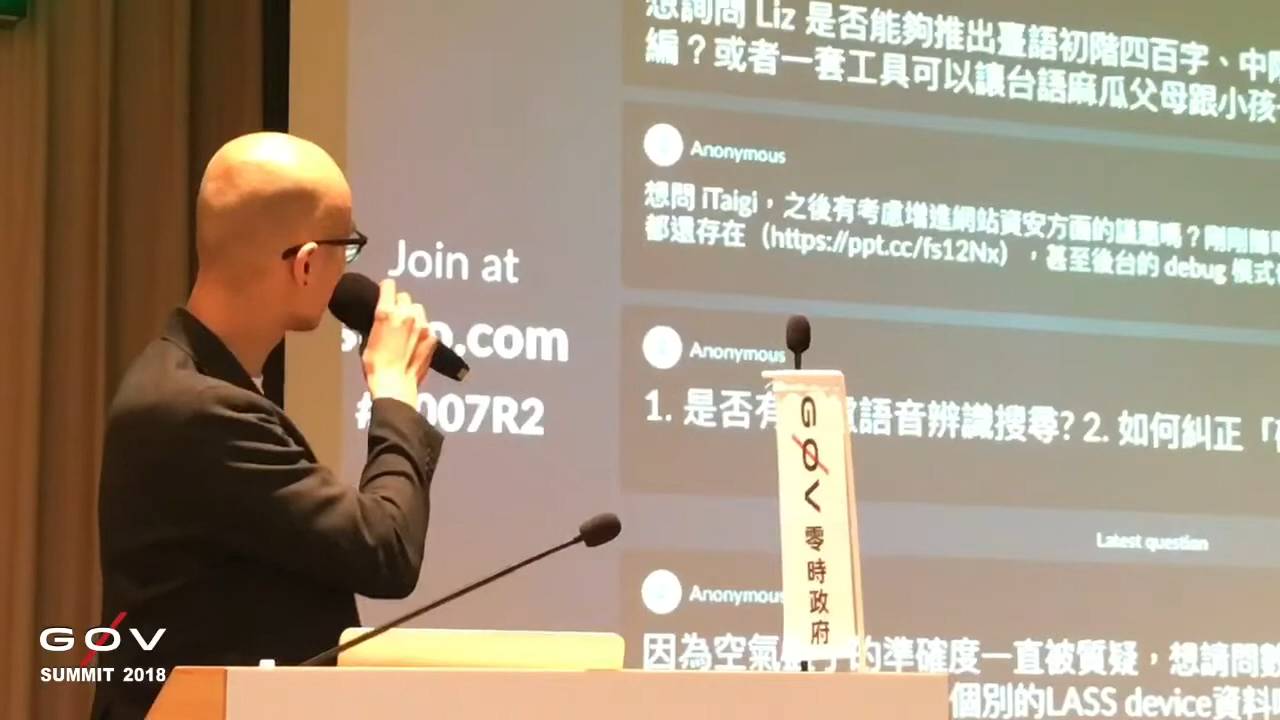 想詢問 Liz 是否能夠推出臺語初階四百字、中階
編？或者一套工具可以讓台語麻瓜父母跟小孩
Anonymous
想問 iTaigi，之後有考慮增進網站資安方面的議題嗎？剛剛
都還存在（https://ppt.cc/fs12Nx），甚至後台的 debug 模式
Join at
.com
007R2
Anonymous
1. 是否有 語音辨識搜尋? 2. 如何糾正「
Latest question
Anonymous
因為空氣 的準確度一直被質疑，想請問
個別的LASS device資料
G0V 零時政府
G0V
SUMMIT 2018